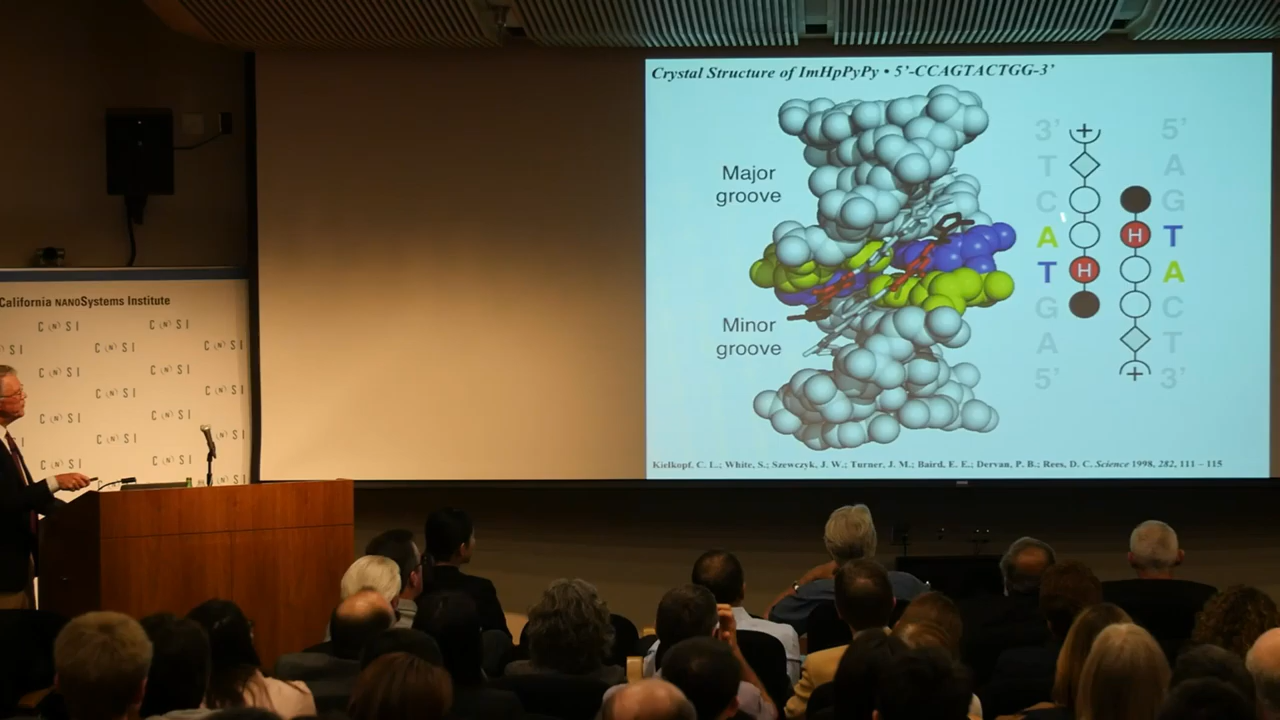 Crystal Structure of ImHpPyPy • 5'-CCAGTACTGG-3'
Major
groove
Minor
groove
3' + 5'
T A
C G
A H T
T H A
G C
A T
5' + 3'
Kielkopf, C. L.; White, S.; Szewczyk, J. W.; Turner, J. M.; Baird, E. E.; Dervan, P. B.; Rees, D. C. Science 1998, 282, 111 – 115
California NANOSystems Institute
C (N) S I C (N) S I
S I C (N) S I C (N) S I
C (N) S I C (N) S I
C (N) S I C (N) S I
C (N) S I C (N) S I
C (N) S I (N) S I
C (N) S I C (N) S I